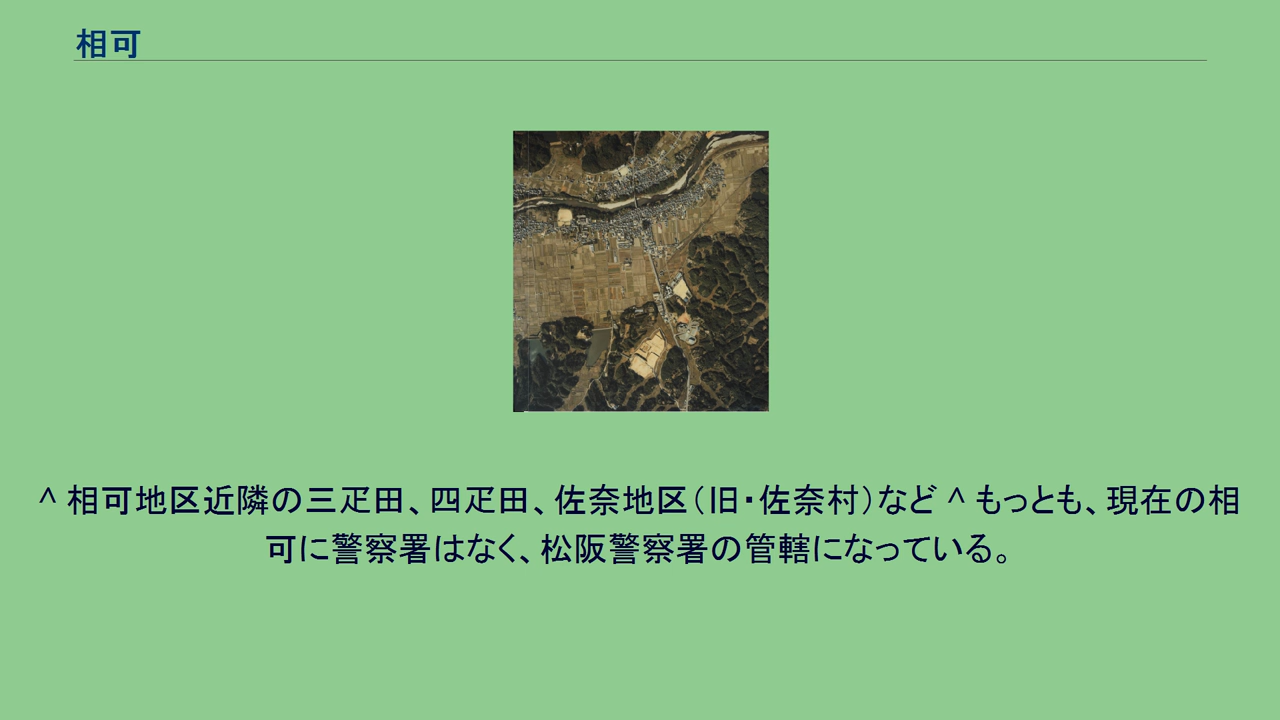 相可
^ 相可地区近隣の三疋田、四疋田、佐奈地区（旧・佐奈村）など ^ もっとも、現在の相
可に警察署はなく、松阪警察署の管轄になっている。